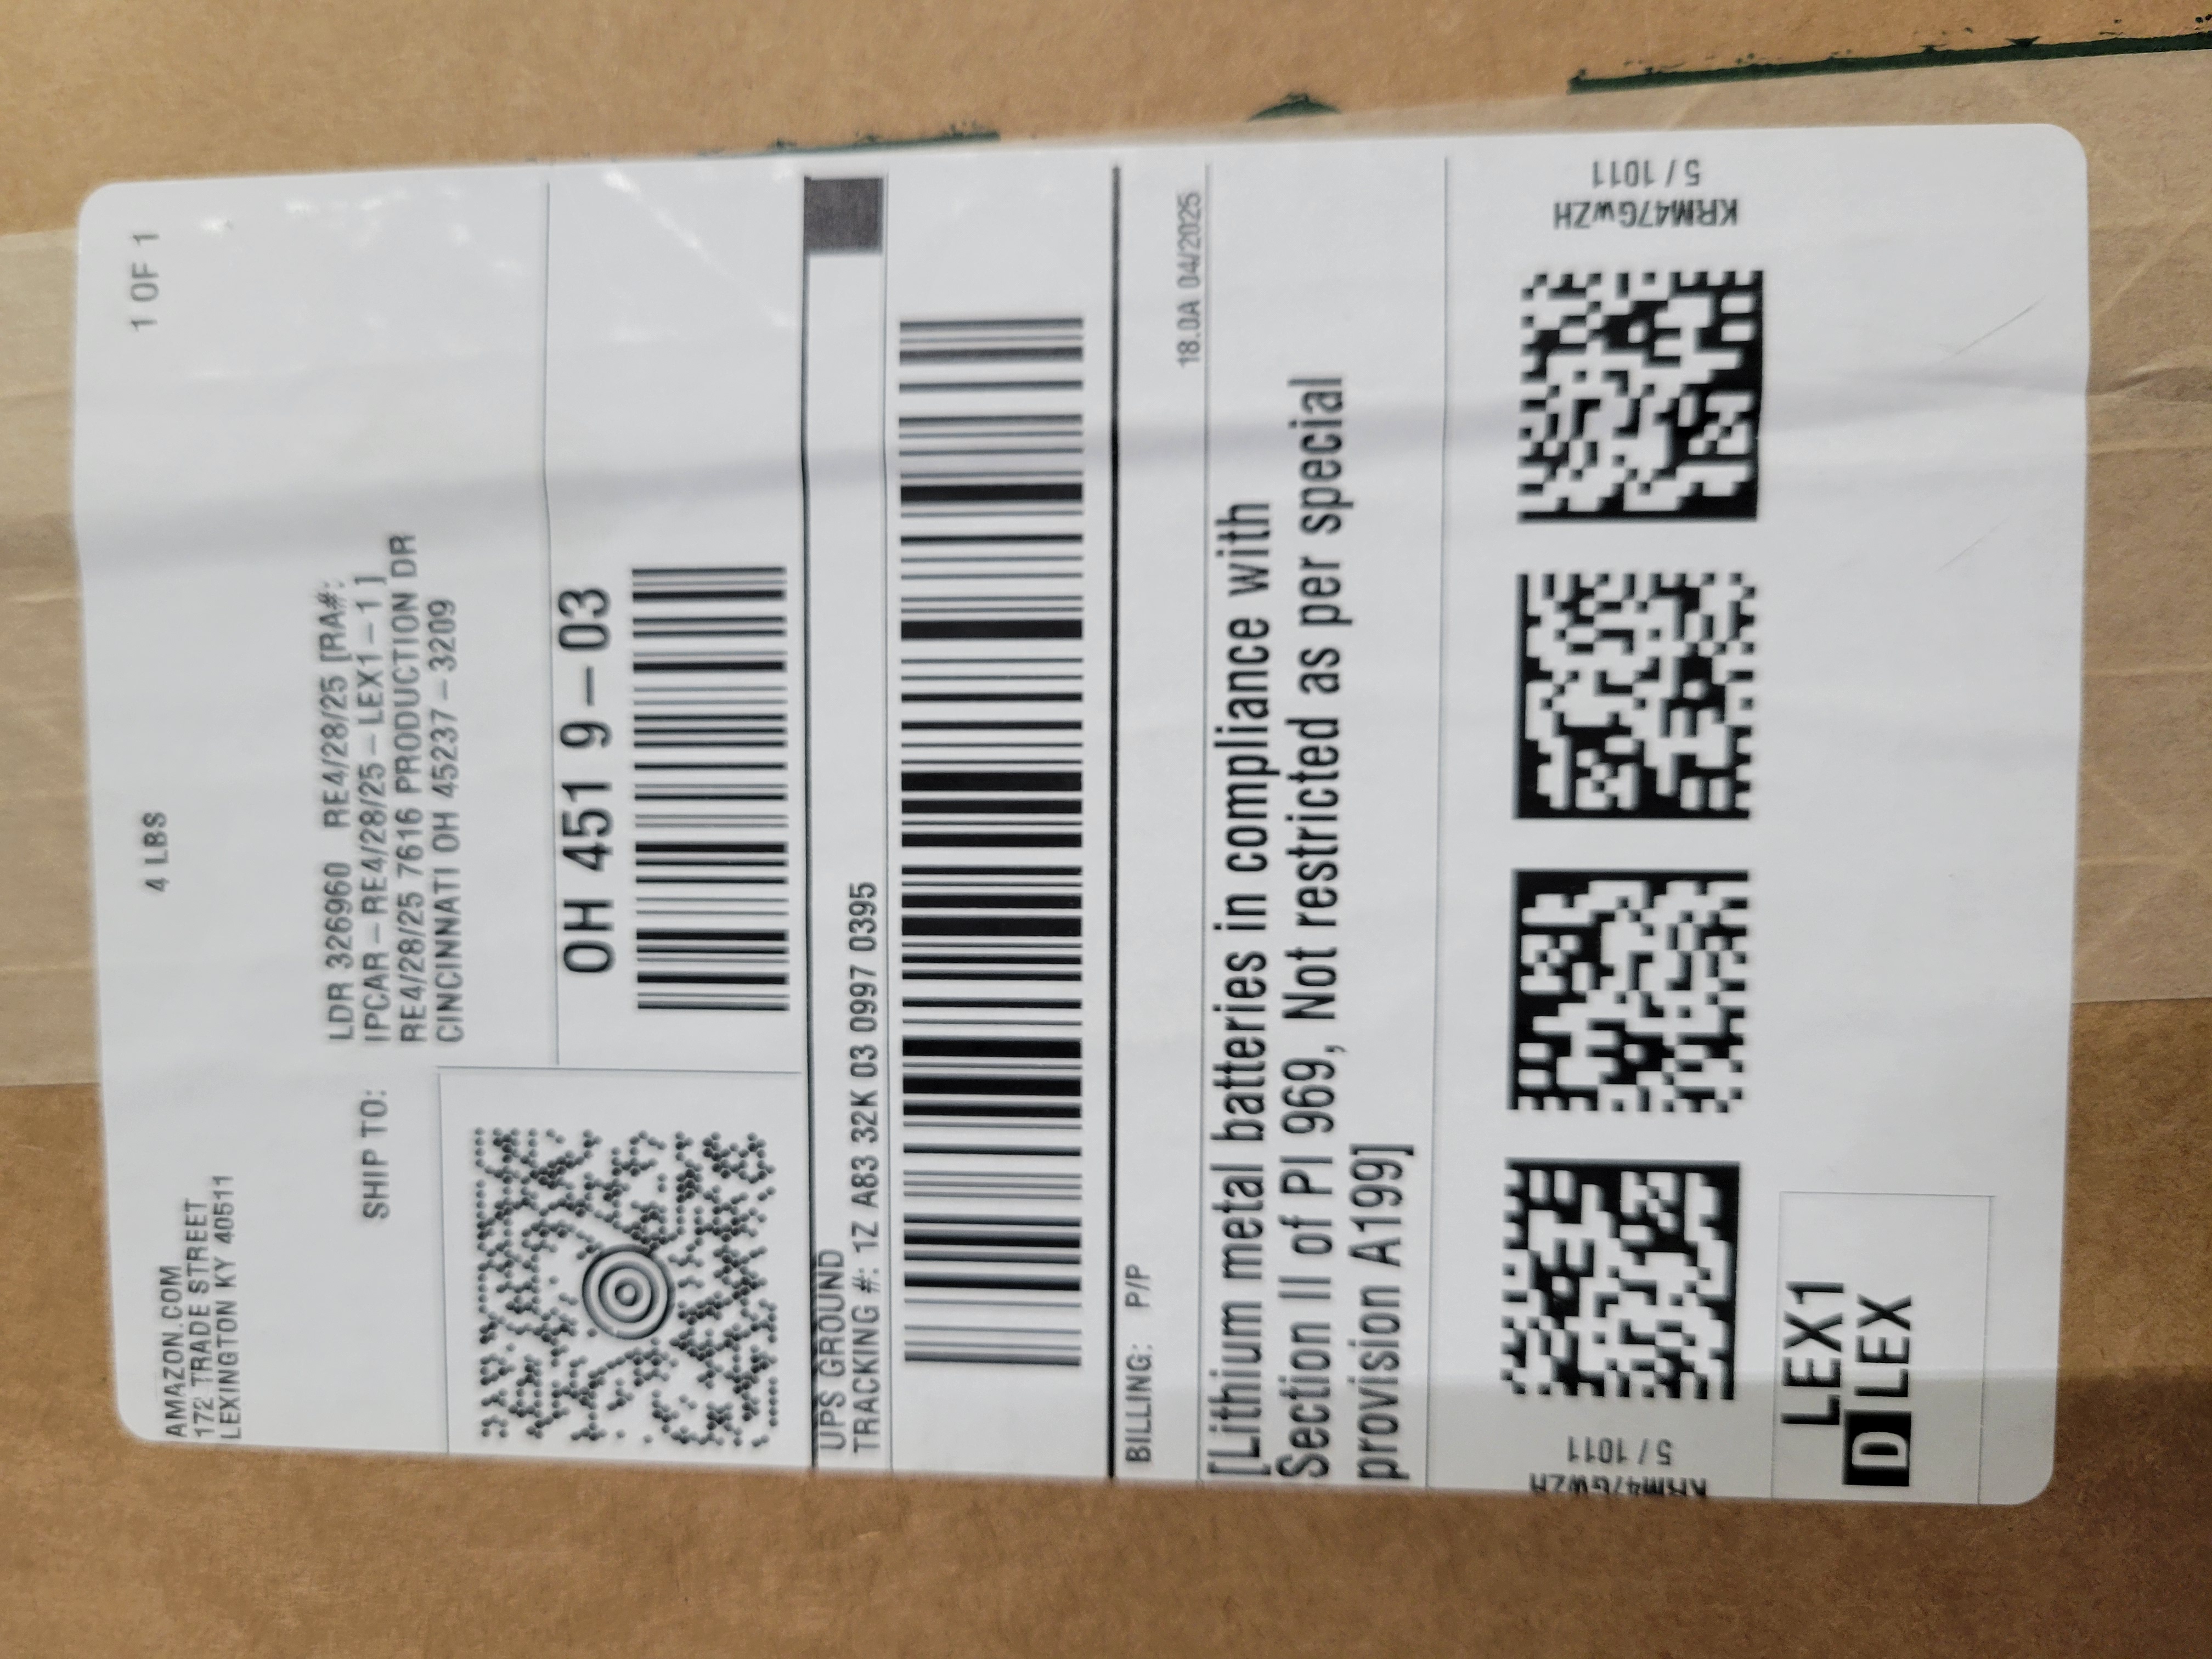 AMAZON.COM
172 TRADE STREET
LEXINGTON KY 40511
4 LBS
1 OF 1
SHIP TO:
LDR 326960 RE4/28/25 [RA#:
IPCAR-RE4/28/25-LEX1-1]
RE4/28/25 7616 PRODUCTION DR
CINCINNATI OH 45237-3209
OH 451 9-03
UPS GROUND
TRACKING #: 1Z A83 32K 03 0997 0395
BILLING: P/P
18.0A 04/2025
[Lithium metal batteries in compliance with
Section II of PI 969, Not restricted as per special
provision A199]
KRM47GwZH
5/1011
KRM47GwZH
5/1011
LEX1
D LEX